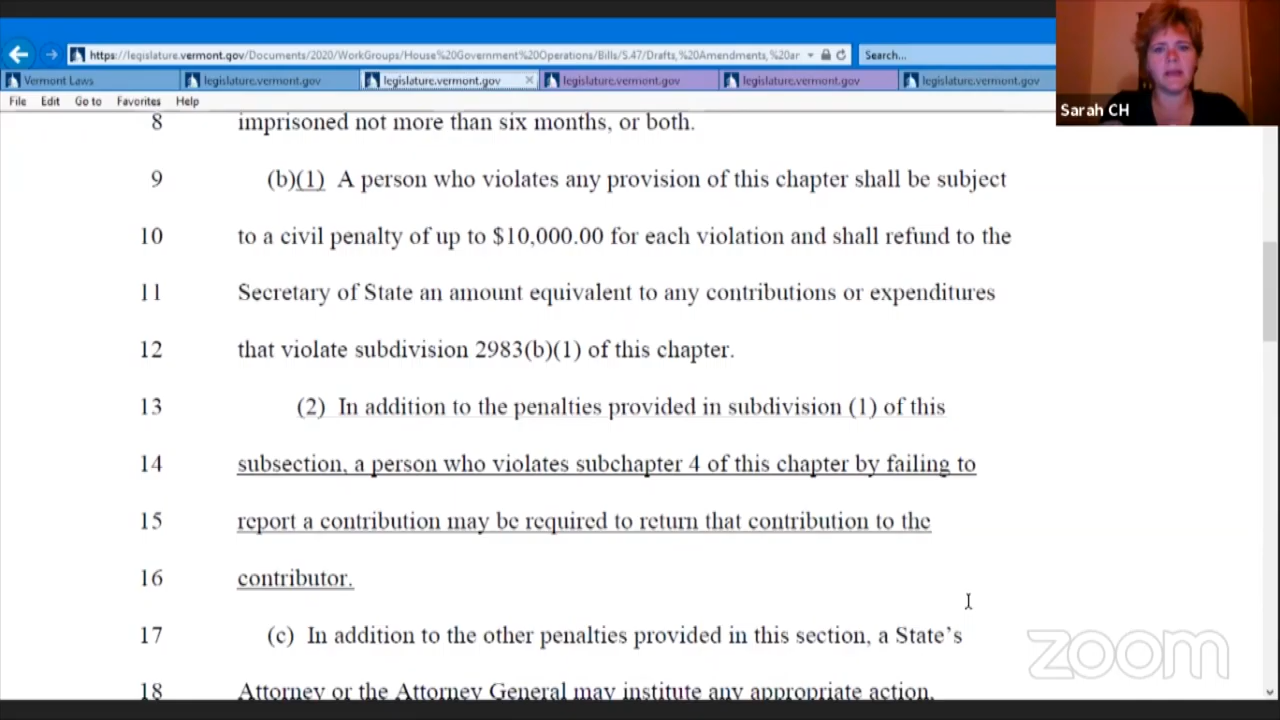 https://legislature.vermont.gov/Documents/2020/WorkGroups/House%20Government%20Operations/Bills/S.47/Drafts,%20Amendments,%20ar
Search...
Vermont Laws
legislature.vermont.gov
legislature.vermont.gov
legislature.vermont.gov
legislature.vermont.gov
legislature.vermont.gov
File Edit Go to Favorites Help
Sarah CH
8 imprisoned not more than six months, or both.
9 (b)(1) A person who violates any provision of this chapter shall be subject
10 to a civil penalty of up to $10,000.00 for each violation and shall refund to the
11 Secretary of State an amount equivalent to any contributions or expenditures
12 that violate subdivision 2983(b)(1) of this chapter.
13 (2) In addition to the penalties provided in subdivision (1) of this
14 subsection, a person who violates subchapter 4 of this chapter by failing to
15 report a contribution may be required to return that contribution to the
16 contributor.
17 (c) In addition to the other penalties provided in this section, a State’s
18 Attorney or the Attorney General may institute any appropriate action,
zoom